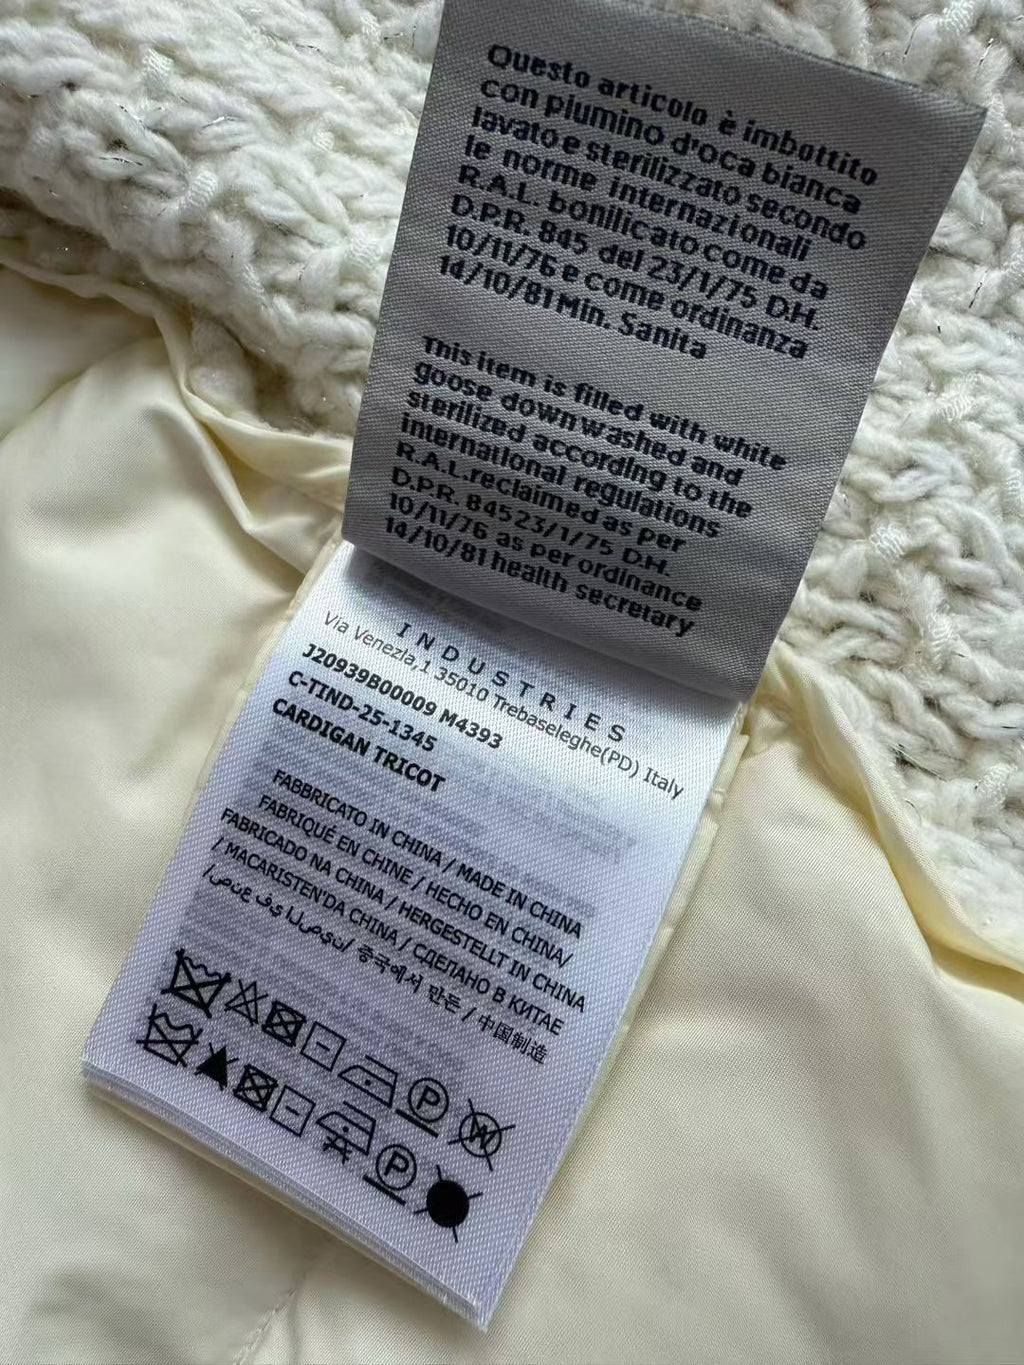 Questo articolo è imbottito
con piumino d'oca bianca
lavato e sterilizzato secondo
le norme internazionali
R.A.L. bonilicato come da
D.P.R. 845 del 23/1/75 D.H.
10/11/76 e come ordinanza
14/10/81 Min. Sanita
This item is filled with white
goose down washed and
sterilized according to the
international regulations
R.A.L.reclaimed as per
D.P.R. 845 23/1/75 D.H.
10/11/76 as per ordinance
14/10/81 health secretary
INDUSTRIES
Via Venezia,1 35010 Trebaseleghe(PD) Italy
J20939B00009 M4393
C-TIND-25-1345
CARDIGAN TRICOT
FABBRICATO IN CHINA / MADE IN CHINA
FABRIQUÉ EN CHINE / HECHO EN CHINA/
FABRICADO NA CHINA / HERGESTELLT IN CHINA
/ MACARISTEN'DA CHINA / СДЕЛАНО В КИТАЕ
/صنع في الصين/ 중국에서 만든 / 中国制造
P W
P